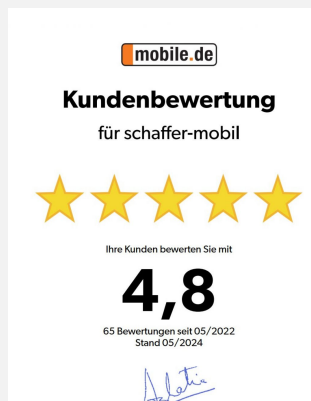 mobile.de
Kundenbewertung
für schaffer-mobil
Ihre Kunden bewerten Sie mit
4,8
65 Bewertungen seit 05/2022
Stand 05/2024